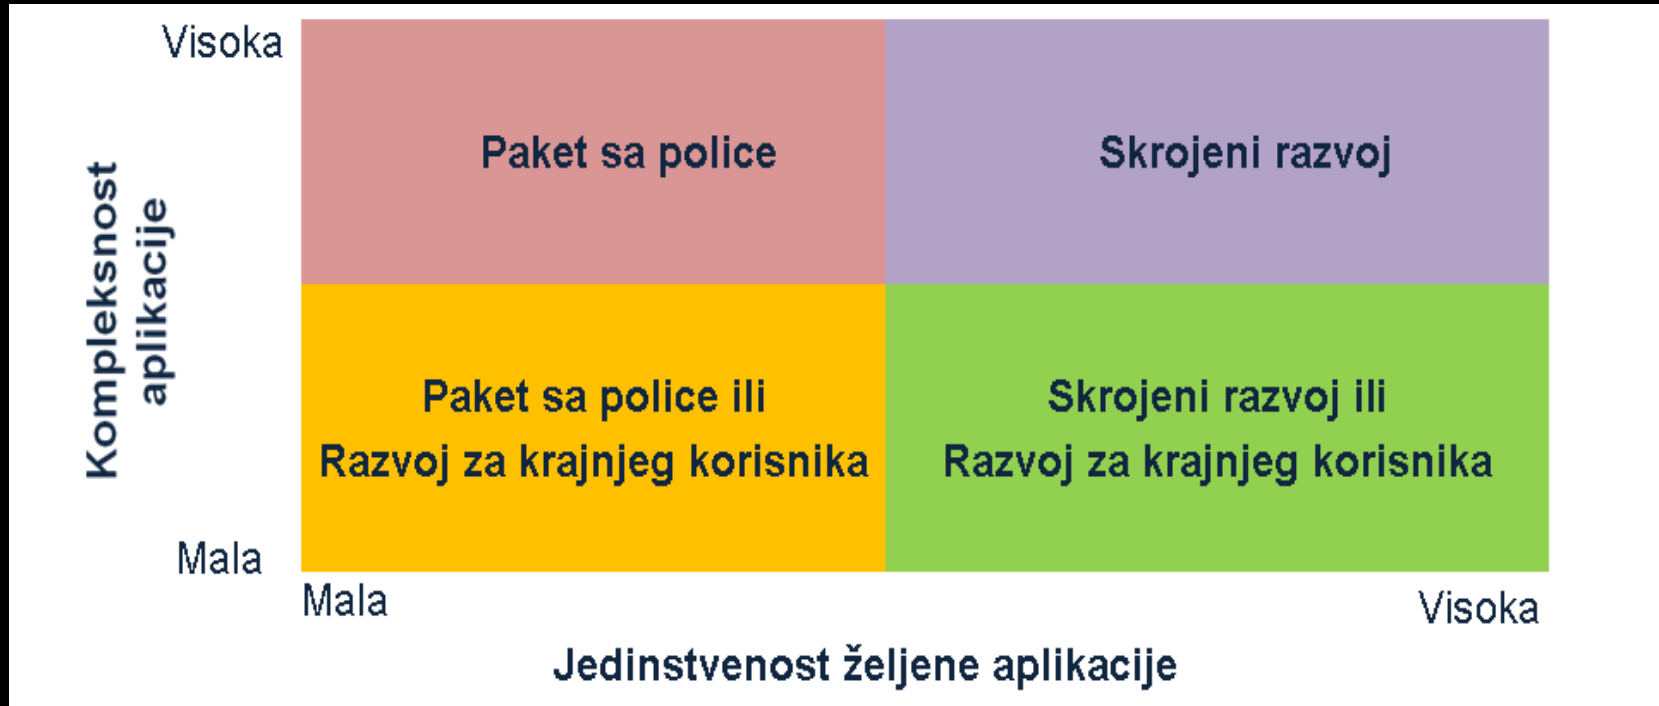 Visoka
Kompleksnost
aplikacije
Paket sa police
Skrojeni razvoj
Paket sa police ili
Razvoj za krajnjeg korisnika
Skrojeni razvoj ili
Razvoj za krajnjeg korisnika
Mala
Mala
Visoka
Jedinstvenost željene aplikacije